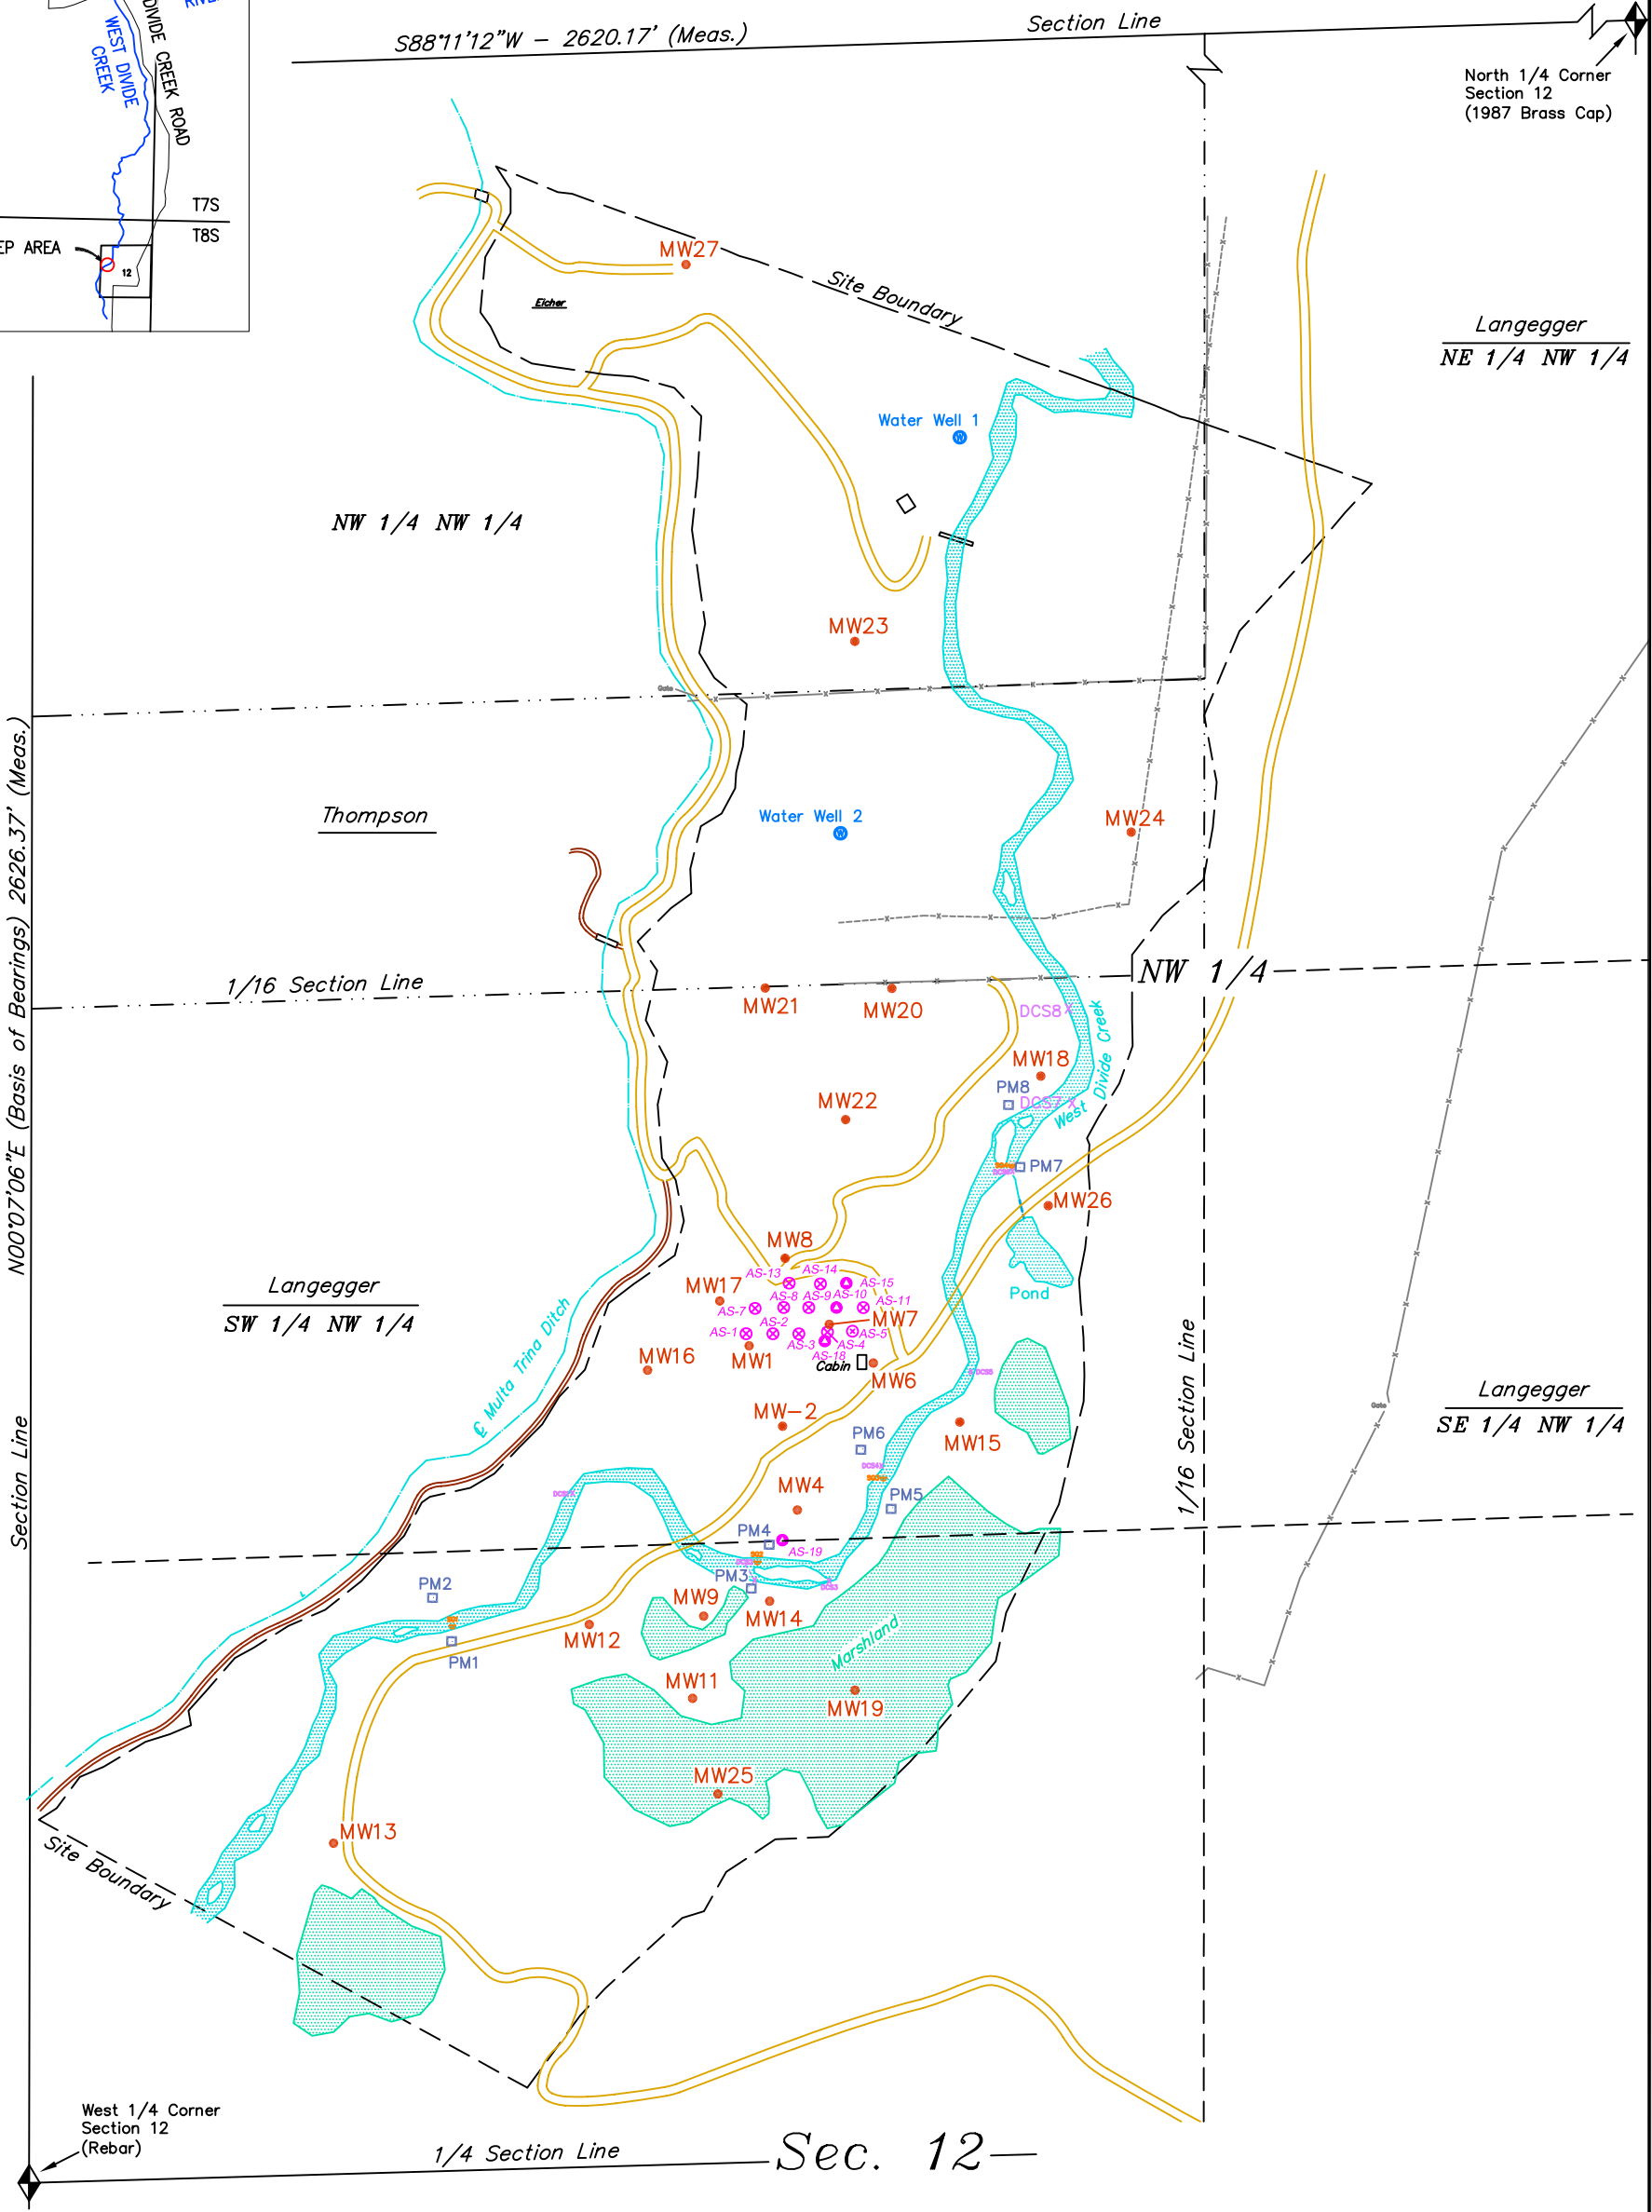 WEST DIVIDE
CREEK
DIVIDE CREEK ROAD
T7S
T8S
EP AREA
12
S88°11'12"W - 2620.17' (Meas.)
Section Line
North 1/4 Corner
Section 12
(1987 Brass Cap)
MW27
Eicher
Site Boundary
Langegger
NE 1/4 NW 1/4
Water Well 1
NW 1/4 NW 1/4
MW23
Gate
N00°07'06"E (Basis of Bearings) 2626.37' (Meas.)
Thompson
Water Well 2
MW24
NW 1/4
1/16 Section Line
MW21
MW20
DCS8
West Divide Creek
MW18
PM8
DCS7
MW22
PM7
MW26
MW8
AS-13
AS-14
AS-15
Pond
Langegger
SW 1/4 NW 1/4
MW17
AS-7
AS-8
AS-9
AS-10
AS-11
MW7
AS-1
AS-2
AS-3
AS-4
AS-5
AS-18
MW1
Cabin
MW6
MW16
℄ Multa Trina Ditch
1/16 Section Line
Gate
Langegger
SE 1/4 NW 1/4
Section Line
MW-2
MW15
PM6
DCS4
MW4
PM5
PM4
AS-19
PM3
DCS3
PM2
MW9
MW14
MW12
PM1
Marshland
MW11
MW19
MW25
MW13
Site Boundary
West 1/4 Corner
Section 12
(Rebar)
1/4 Section Line
Sec. 12